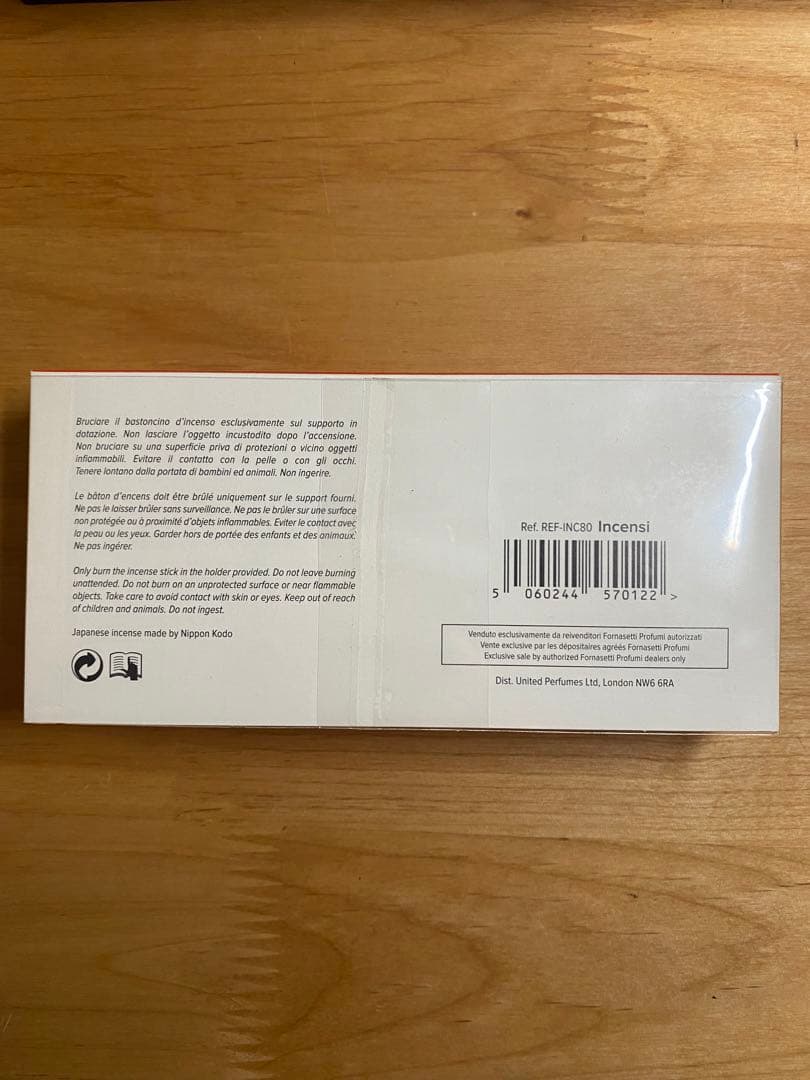 Bruciare il bastoncino d'incenso esclusivamente sul supporto in
dotazione. Non lasciare l'oggetto incustodito dopo l'accensione.
Non bruciare su una superficie priva di protezioni o vicino oggetti
infiammabili. Evitare il contatto con la pelle o con gli occhi.
Tenere lontano dalla portata di bambini ed animali. Non ingerire.
Le bâton d'encens doit être brûlé uniquement sur le support fourni.
Ne pas le laisser brûler sans surveillance. Ne pas le brûler sur une surface
non protégée ou à proximité d'objets inflammables. Eviter le contact avec
la peau ou les yeux. Garder hors de portée des enfants et des animaux.
Ne pas ingérer.
Only burn the incense stick in the holder provided. Do not leave burning
unattended. Do not burn on an unprotected surface or near flammable
objects. Take care to avoid contact with skin or eyes. Keep out of reach
of children and animals. Do not ingest.
Japanese incense made by Nippon Kodo
Ref. REF-INC80 Incensi
5 060244 570122 >
Venduto esclusivamente da reivenditori Fornasetti Profumi autorizzati
Vente exclusive par les dépositaires agréés Fornasetti Profumi
Exclusive sale by authorized Fornasetti Profumi dealers only
Dist. United Perfumes Ltd, London NW6 6RA